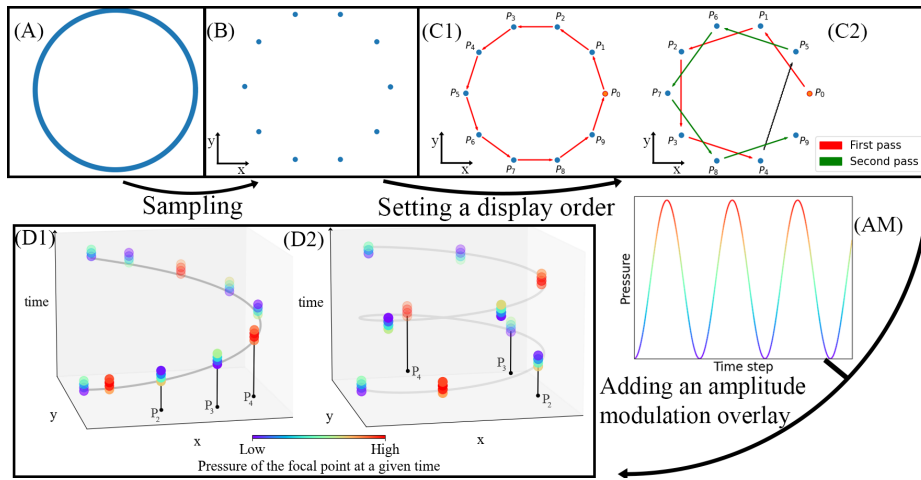 (A)
(B)
(C1)
(C2)
y
x
P3
P2
P4
P1
P5
P0
P6
P9
P7
P8
y
x
P6
P1
P2
P5
P7
P0
P3
P9
P8
P4
y
x
First pass
Second pass
Sampling
Setting a display order
(D1)
time
y
x
P2
P3
P4
(D2)
time
y
x
P4
P3
P2
Low
High
Pressure of the focal point at a given time
(AM)
Pressure
Time step
Adding an amplitude
modulation overlay